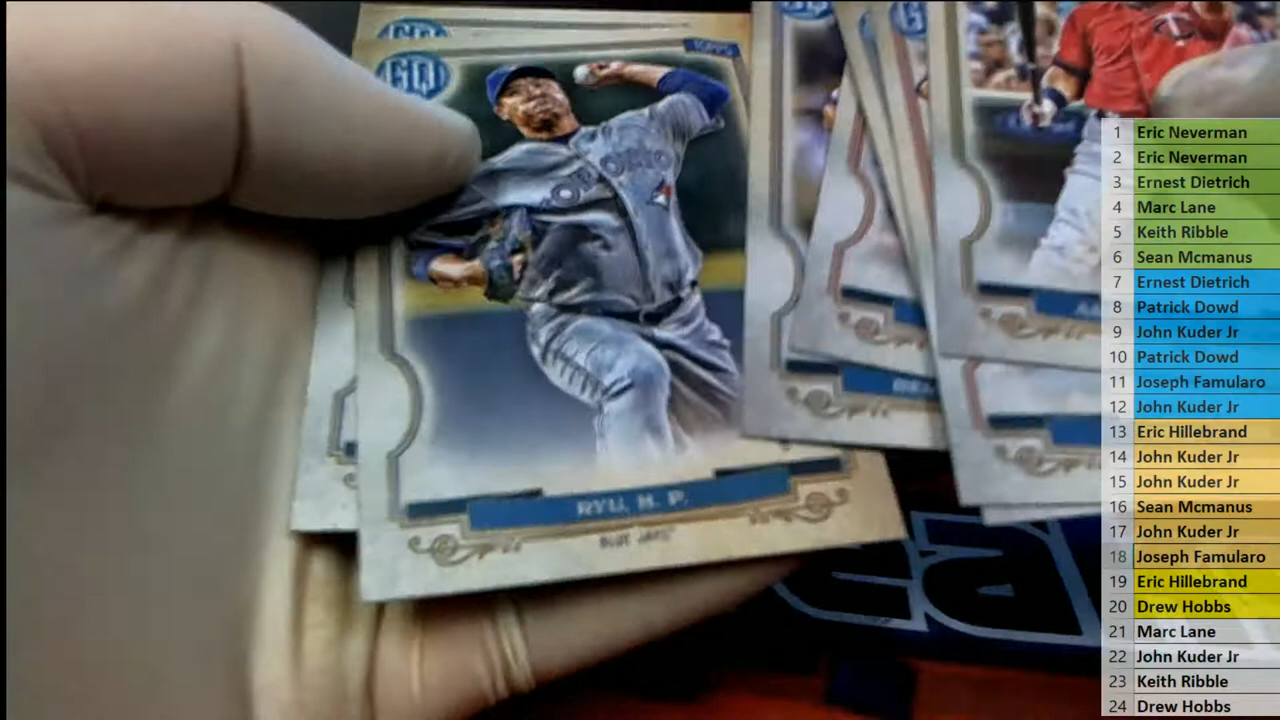 GQ
TOPPS
TORONTO
RYU, H. P.
BLUE JAYS
1 Eric Neverman
2 Eric Neverman
3 Ernest Dietrich
4 Marc Lane
5 Keith Ribble
6 Sean Mcmanus
7 Ernest Dietrich
8 Patrick Dowd
9 John Kuder Jr
10 Patrick Dowd
11 Joseph Famularo
12 John Kuder Jr
13 Eric Hillebrand
14 John Kuder Jr
15 John Kuder Jr
16 Sean Mcmanus
17 John Kuder Jr
18 Joseph Famularo
19 Eric Hillebrand
20 Drew Hobbs
21 Marc Lane
22 John Kuder Jr
23 Keith Ribble
24 Drew Hobbs